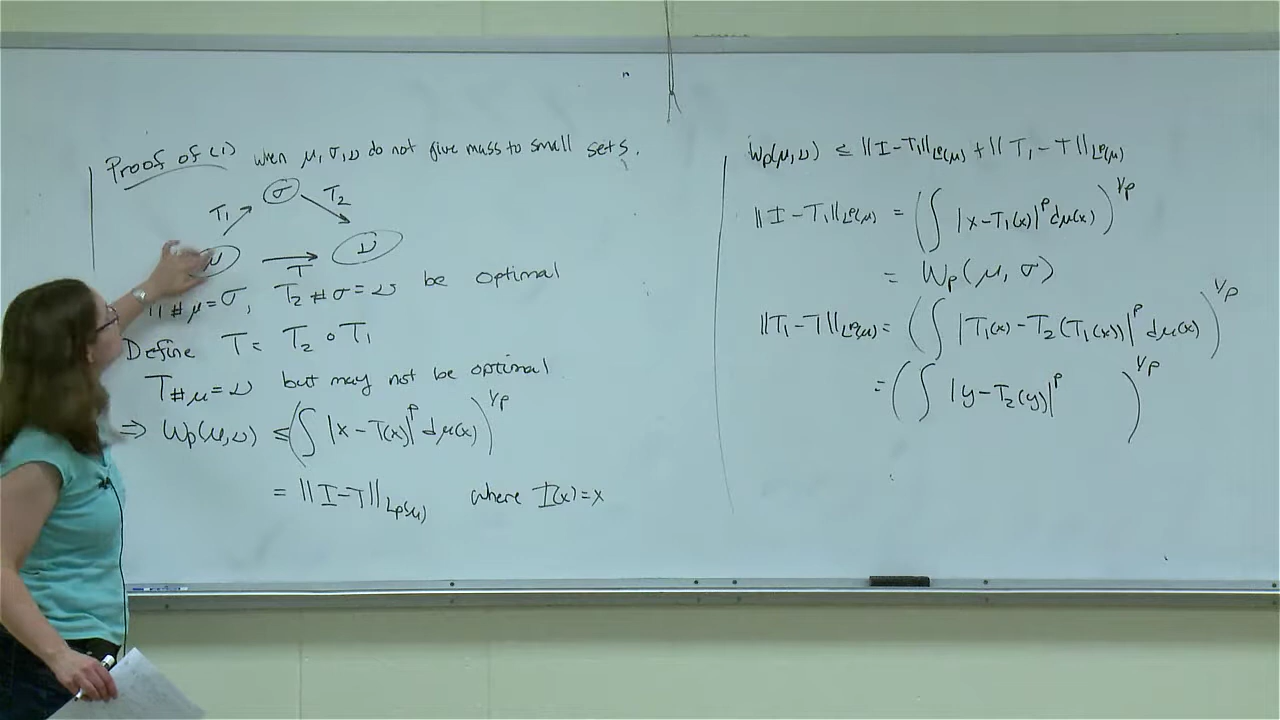 Proof of (1) when μ, σ, ν do not give mass to small sets.
σ
T₁ T₂
μ ν
T
T₁#μ = σ, T₂#σ = ν be optimal
Define T = T₂ ∘ T₁
T#μ = ν but may not be optimal
⇒ Wp(μ,ν) ≤ (∫ |x − T(x)|^p dμ(x))^{1/p}
= ||I − T||_{Lp(μ)} where I(x) = x
Wp(μ,ν) ≤ ||I − T₁||_{Lp(μ)} + ||T₁ − T||_{Lp(μ)}
||I − T₁||_{Lp(μ)} = (∫ |x − T₁(x)|^p dμ(x))^{1/p}
= Wp(μ, σ)
||T₁ − T||_{Lp(μ)} = (∫ |T₁(x) − T₂(T₁(x))|^p dμ(x))^{1/p}
= (∫ |y − T₂(y)|^p )^{1/p}